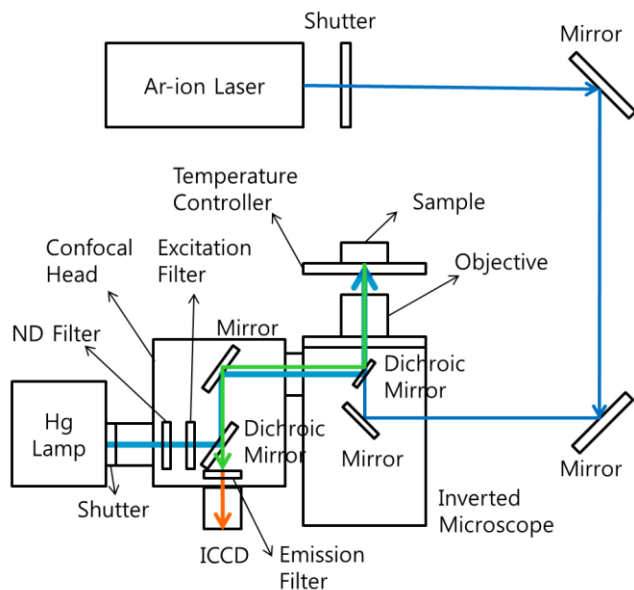 Shutter
Mirror
Ar-ion Laser
Temperature
Controller
Sample
Confocal
Head
Excitation
Filter
Objective
ND Filter
Mirror
Dichroic
Mirror
Hg
Lamp
Dichroic
Mirror
Mirror
Mirror
Shutter
Inverted
Microscope
ICCD
Emission
Filter